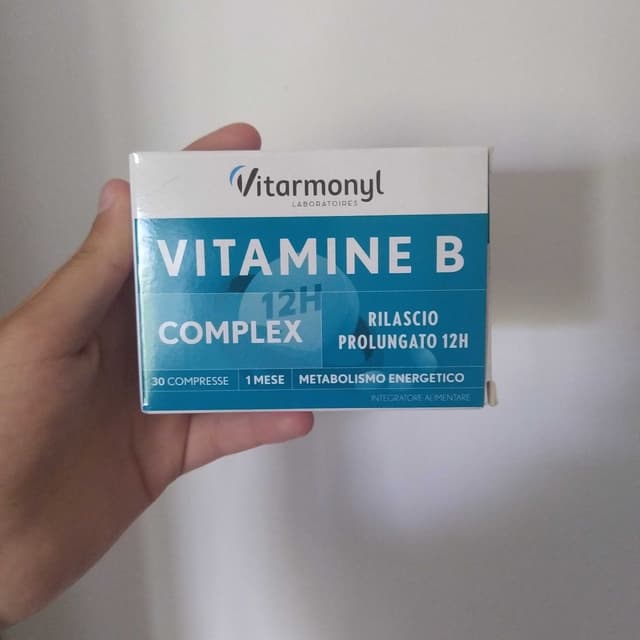 Vitarmonyl
LABORATOIRES
VITAMINE B
12H
COMPLEX
RILASCIO
PROLUNGATO 12H
30 COMPRESSE 1 MESE METABOLISMO ENERGETICO
INTEGRATORE ALIMENTARE